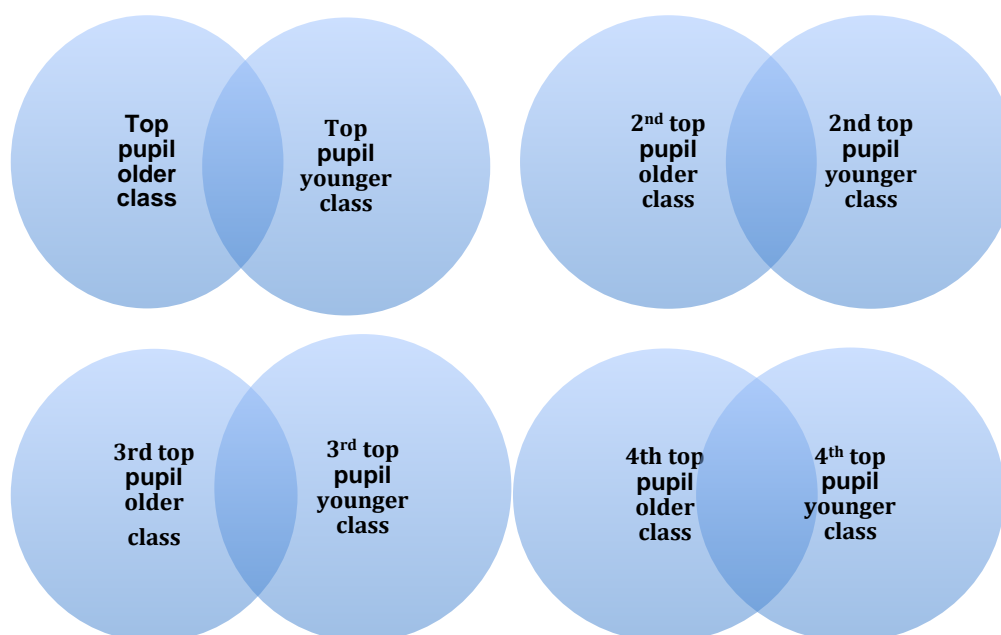 Top
pupil
older
class
Top
pupil
younger
class
2nd top
pupil
older
class
2nd top
pupil
younger
class
3rd top
pupil
older
class
3rd top
pupil
younger
class
4th top
pupil
older
class
4th top
pupil
younger
class